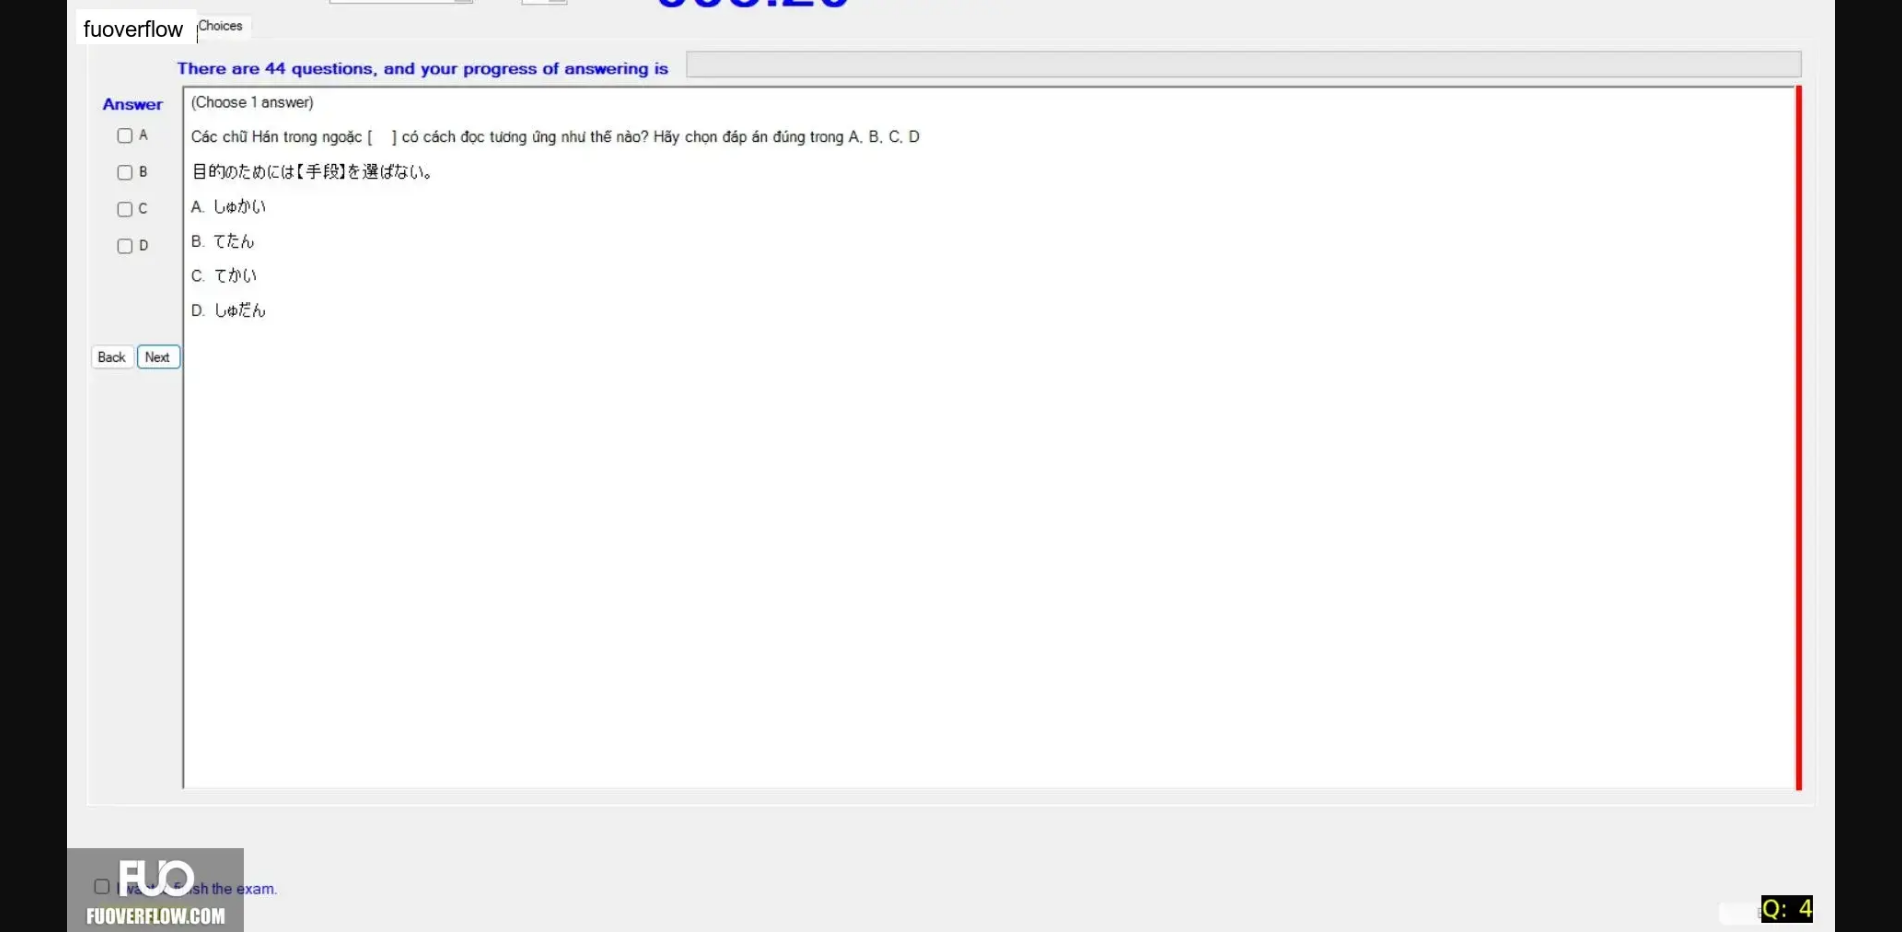 fuoverflow
Choices
There are 44 questions, and your progress of answering is
Answer
(Choose 1 answer)
A
Các chữ Hán trong ngoặc [ ] có cách đọc tương ứng như thế nào? Hãy chọn đáp án đúng trong A, B, C, D
B
目的のためには【手段】を選ばない。
C
A. しゅかい
D
B. てたん
C. てかい
D. しゅだん
Back Next
FUO
the exam.
FUOVERFLOW.COM
Q: 4